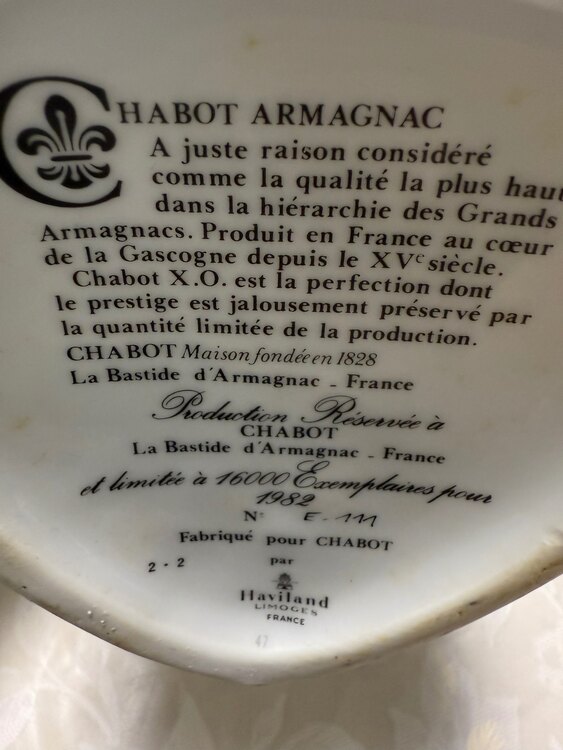 CHABOT ARMAGNAC
A juste raison considéré
comme la qualité la plus haut
dans la hiérarchie des Grands
Armagnacs. Produit en France au cœur
de la Gascogne depuis le XVe siècle.
Chabot X.O. est la perfection dont
le prestige est jalousement préservé par
la quantité limitée de la production.
CHABOT Maison fondée en 1828
La Bastide d'Armagnac - France
Production Réservée à
CHABOT
La Bastide d'Armagnac - France
et limitée à 16000 Exemplaires pour
1982
N° E-111
Fabriqué pour CHABOT
2-2 par
Haviland
LIMOGES
FRANCE
47